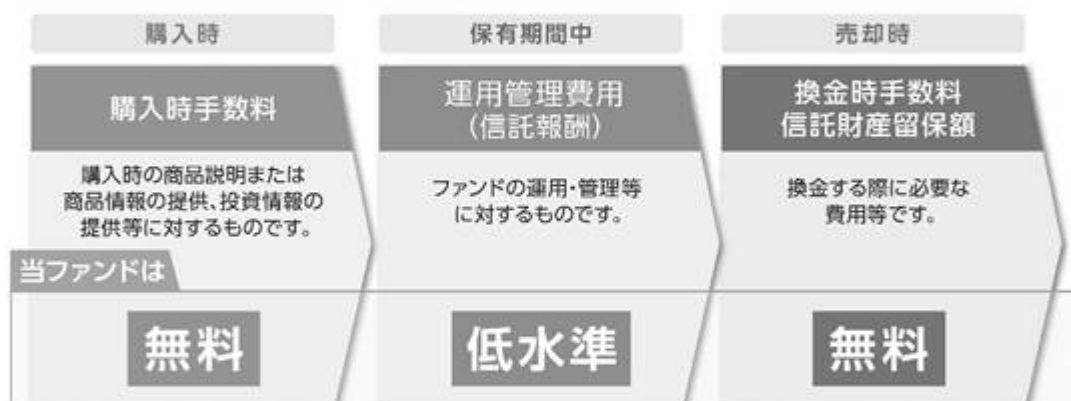 購入時
保有期間中
売却時
購入時手数料
運用管理費用
(信託報酬)
換金時手数料
信託財産留保額
購入時の商品説明または
商品情報の提供、投資情報の
提供等に対するものです。
ファンドの運用・管理等
に対するものです。
換金する際に必要な
費用等です。
当ファンドは
無料
低水準
無料